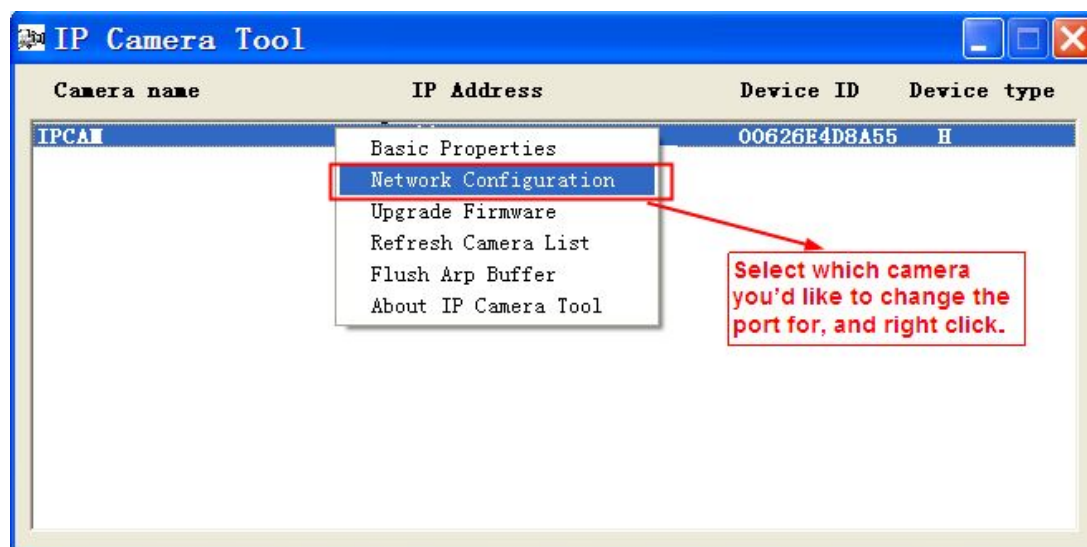 IP Camera Tool
Camera name IP Address Device ID Device type
IPCAM 00626E4D8A55 H
Basic Properties
Network Configuration
Upgrade Firmware
Refresh Camera List
Flush Arp Buffer
About IP Camera Tool
Select which camera
you'd like to change the
port for, and right click.